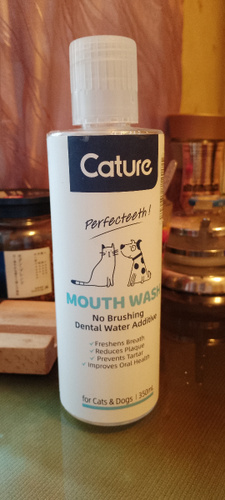 Cature
Perfecteeth!
MOUTH WASH
No Brushing
Dental Water Additive
✓ Freshens Breath
✓ Reduces Plaque
✓ Prevents Tartar
✓ Improves Oral Health
for Cats & Dogs | 350mL